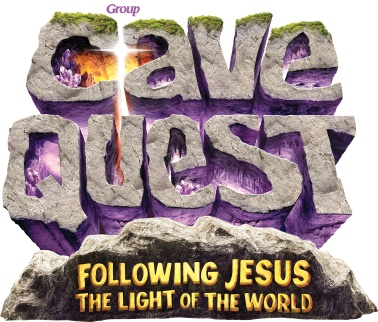 Group
Cave
QUEST
FOLLOWING JESUS
THE LIGHT OF THE WORLD